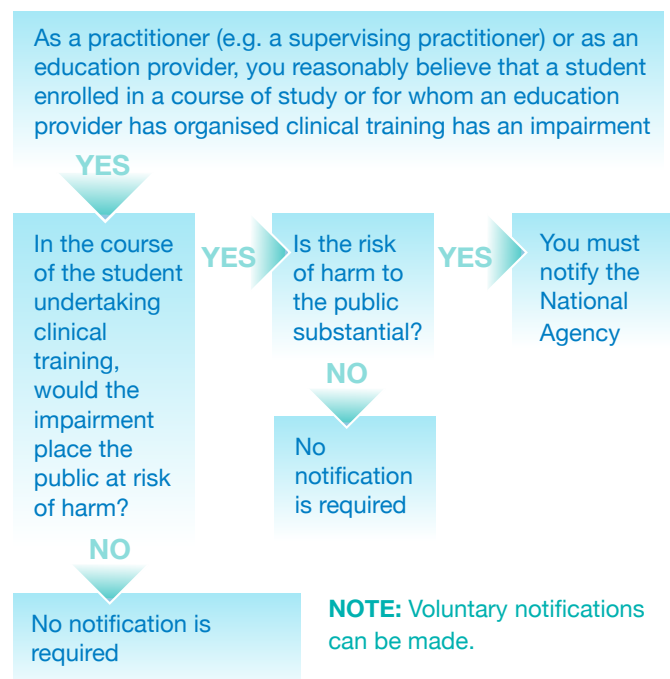 As a practitioner (e.g. a supervising practitioner) or as an
education provider, you reasonably believe that a student
enrolled in a course of study or for whom an education
provider has organised clinical training has an impairment
YES
In the course
of the student
undertaking
clinical
training,
would the
impairment
place the
public at risk
of harm?
YES
Is the risk
of harm to
the public
substantial?
YES
You must
notify the
National
Agency
NO
No
notification
is required
NO
No notification is
required
NOTE: Voluntary notifications
can be made.